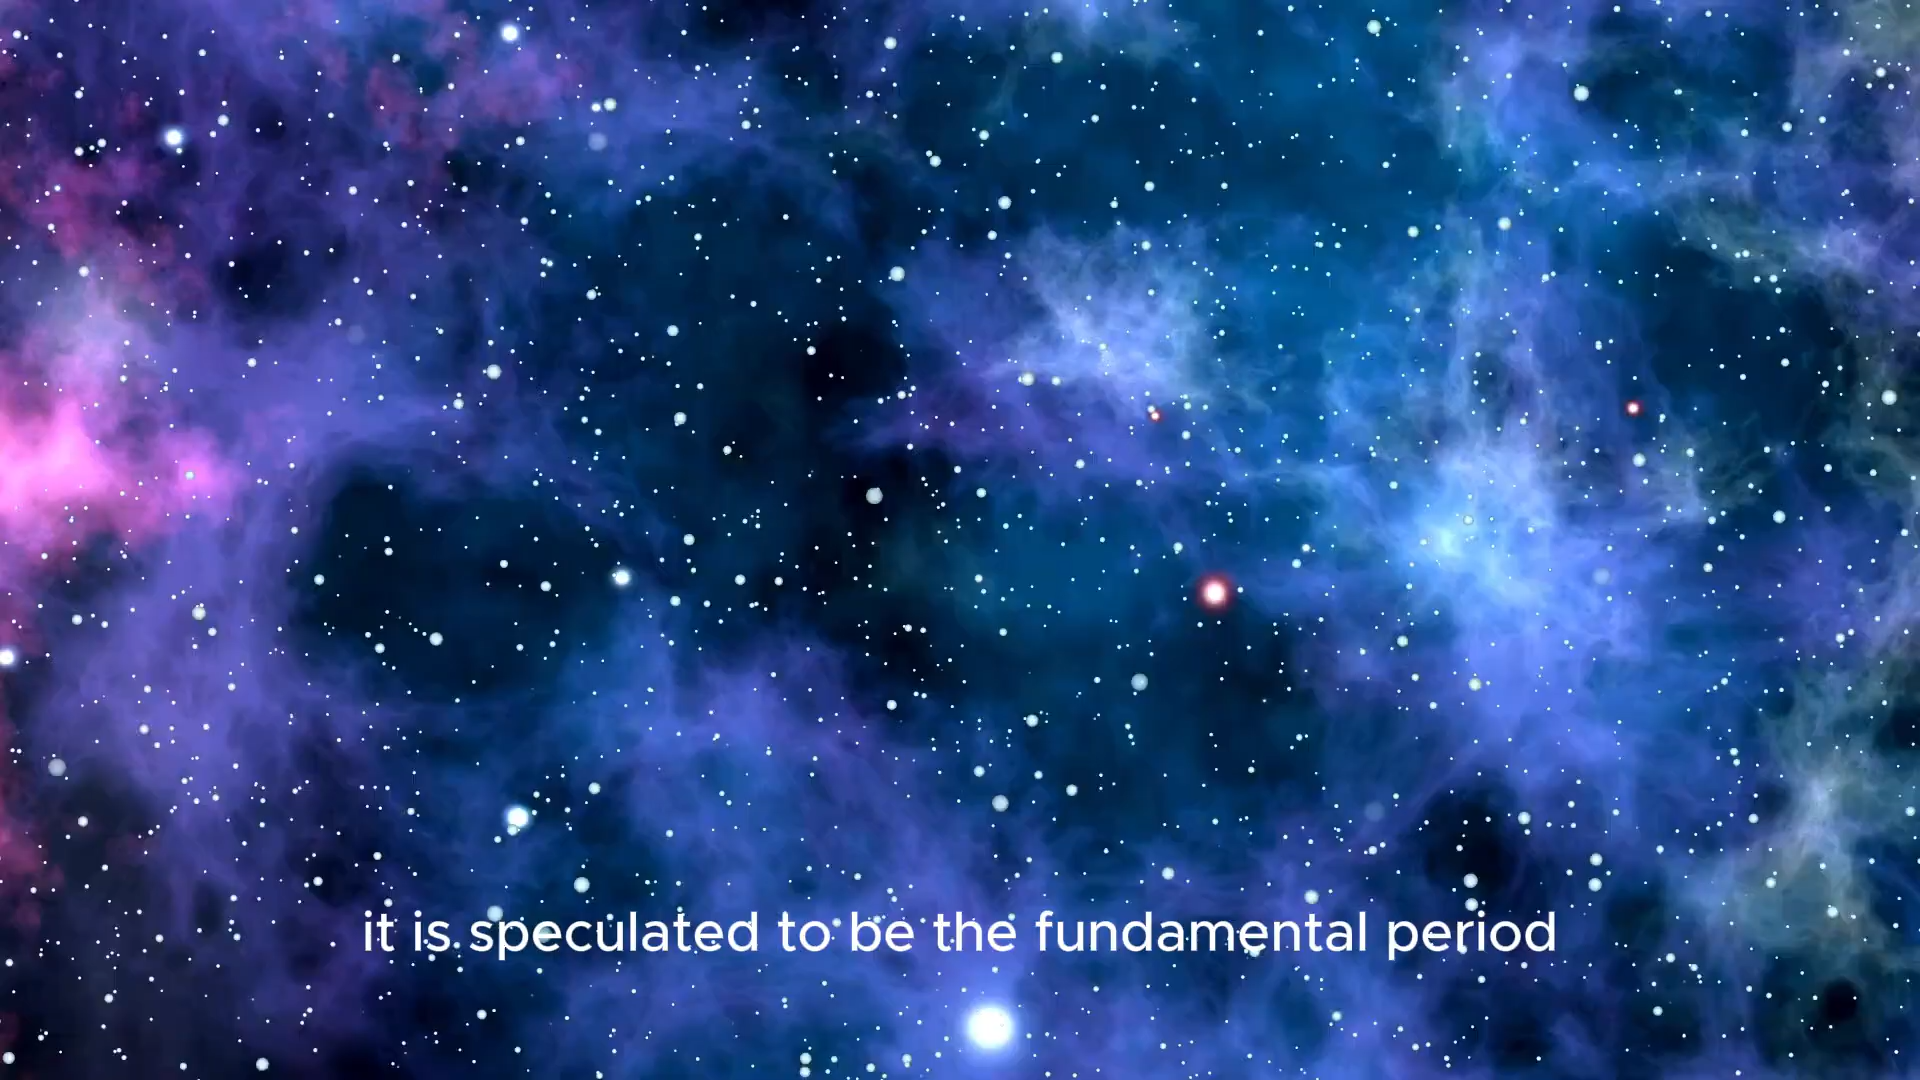 it is speculated to be the fundamental period